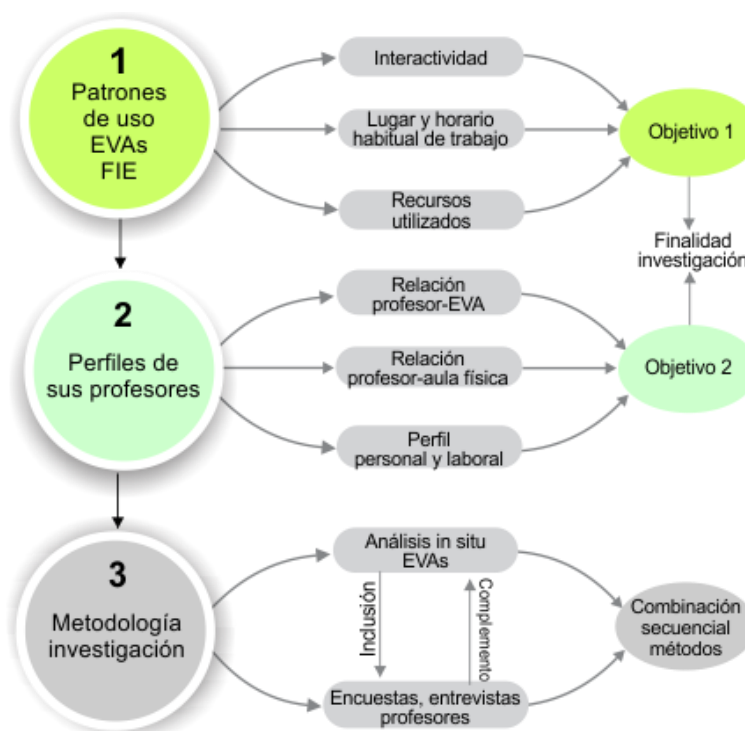 1
Patrones
de uso
EVAs
FIE
Interactividad
Lugar y horario
habitual de trabajo
Recursos
utilizados
Objetivo 1
Finalidad
investigación
2
Perfiles de
sus profesores
Relación
profesor-EVA
Relación
profesor-aula física
Perfil
personal y laboral
Objetivo 2
3
Metodología
investigación
Análisis in situ
EVAs
Inclusión
Complemento
Encuestas, entrevistas
profesores
Combinación
secuencial
métodos